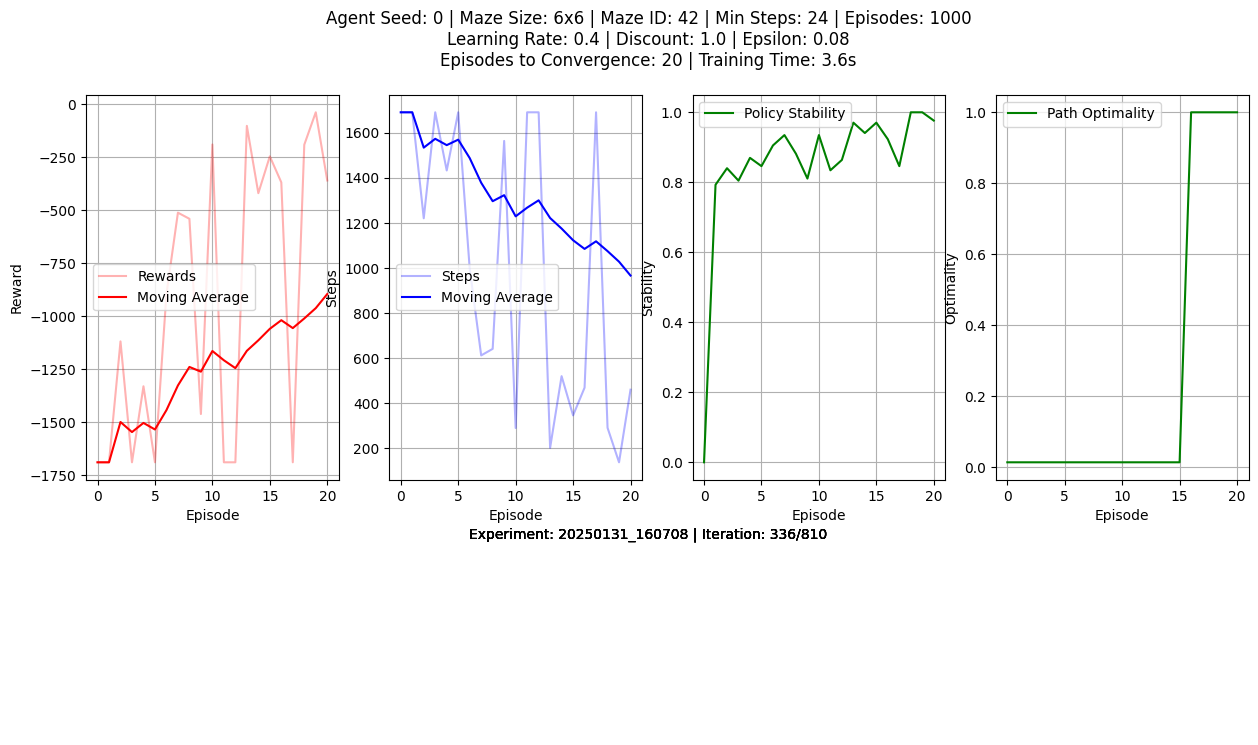 Agent Seed: 0 | Maze Size: 6x6 | Maze ID: 42 | Min Steps: 24 | Episodes: 1000
Learning Rate: 0.4 | Discount: 1.0 | Epsilon: 0.08
Episodes to Convergence: 20 | Training Time: 3.6s
Reward
0
−250
−500
−750
−1000
−1250
−1500
−1750
Rewards
Moving Average
0 5 10 15 20
Episode
Steps
1600
1400
1200
1000
800
600
400
200
Steps
Moving Average
0 5 10 15 20
Episode
Stability
1.0
0.8
0.6
0.4
0.2
0.0
Policy Stability
0 5 10 15 20
Episode
Optimality
1.0
0.8
0.6
0.4
0.2
0.0
Path Optimality
0 5 10 15 20
Episode
Experiment: 20250131_160708 | Iteration: 336/810